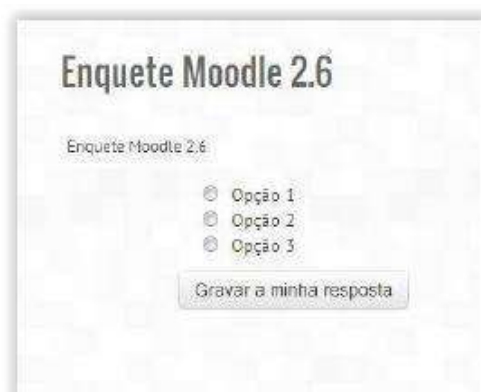 Enquete Moodle 2.6
Enquete Moodle 2.6
Opção 1
Opção 2
Opção 3
Gravar a minha resposta